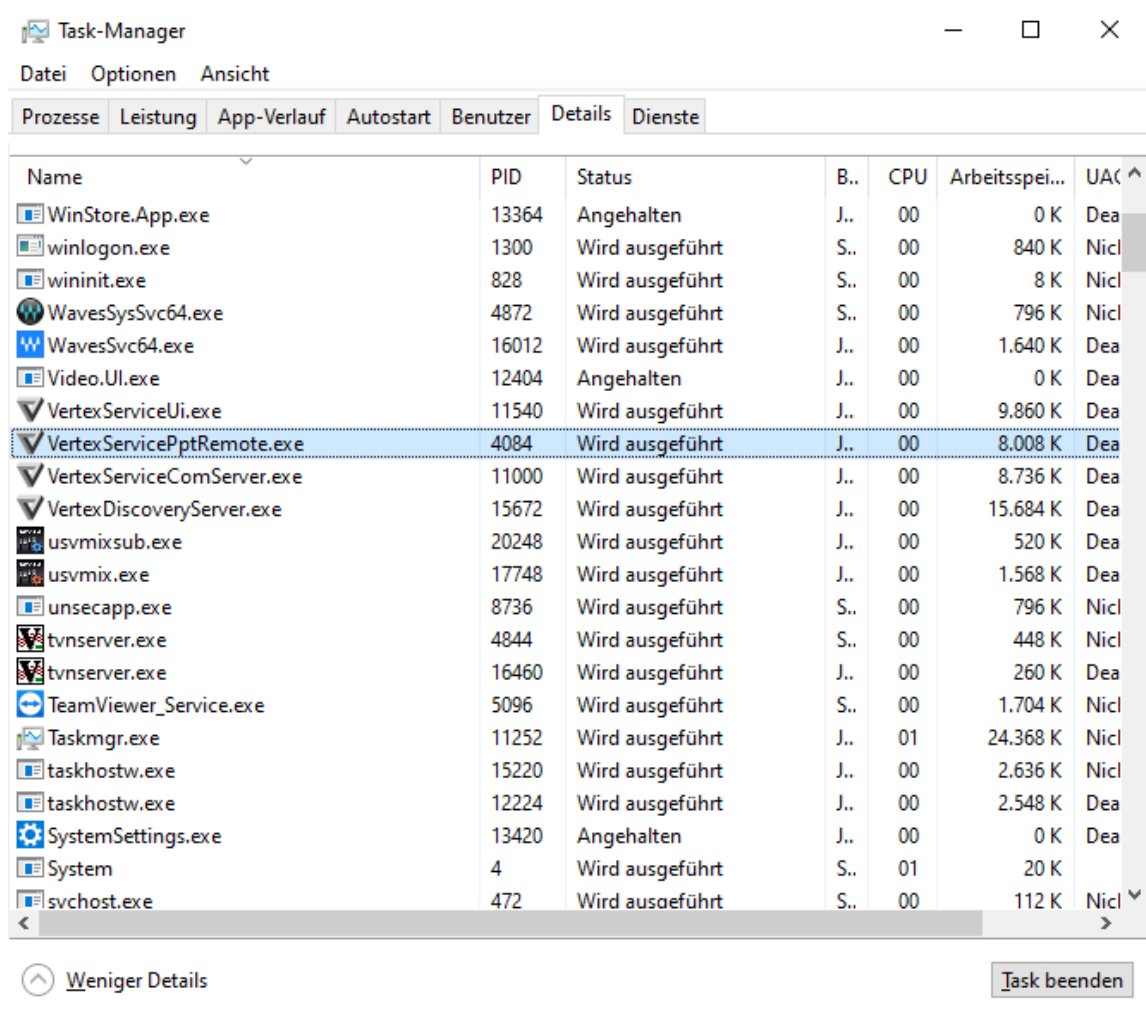 Task-Manager
Datei Optionen Ansicht
Prozesse Leistung App-Verlauf Autostart Benutzer Details Dienste
Name PID Status B.. CPU Arbeitsspei... UAC
WinStore.App.exe 13364 Angehalten J.. 00 0 K Dea
winlogon.exe 1300 Wird ausgeführt S.. 00 840 K Nicl
wininit.exe 828 Wird ausgeführt S.. 00 8 K Nicl
WavesSysSvc64.exe 4872 Wird ausgeführt S.. 00 796 K Nicl
WavesSvc64.exe 16012 Wird ausgeführt J.. 00 1.640 K Dea
Video.UI.exe 12404 Angehalten J.. 00 0 K Dea
VertexServiceUi.exe 11540 Wird ausgeführt J.. 00 9.860 K Dea
VertexServicePptRemote.exe 4084 Wird ausgeführt J.. 00 8.008 K Dea
VertexServiceComServer.exe 11000 Wird ausgeführt J.. 00 8.736 K Dea
VertexDiscoveryServer.exe 15672 Wird ausgeführt J.. 00 15.684 K Dea
usvmixsub.exe 20248 Wird ausgeführt J.. 00 520 K Dea
usvmix.exe 17748 Wird ausgeführt J.. 00 1.568 K Dea
unsecapp.exe 8736 Wird ausgeführt S.. 00 796 K Nicl
tvnserver.exe 4844 Wird ausgeführt S.. 00 448 K Nicl
tvnserver.exe 16460 Wird ausgeführt J.. 00 260 K Dea
TeamViewer_Service.exe 5096 Wird ausgeführt S.. 00 1.704 K Nicl
Taskmgr.exe 11252 Wird ausgeführt J.. 01 24.368 K Nicl
taskhostw.exe 15220 Wird ausgeführt J.. 00 2.636 K Nicl
taskhostw.exe 12224 Wird ausgeführt J.. 00 2.548 K Dea
SystemSettings.exe 13420 Angehalten J.. 00 0 K Dea
System 4 Wird ausgeführt S.. 01 20 K
svchost.exe 472 Wird ausgeführt S.. 00 112 K Nicl
Weniger Details Task beenden